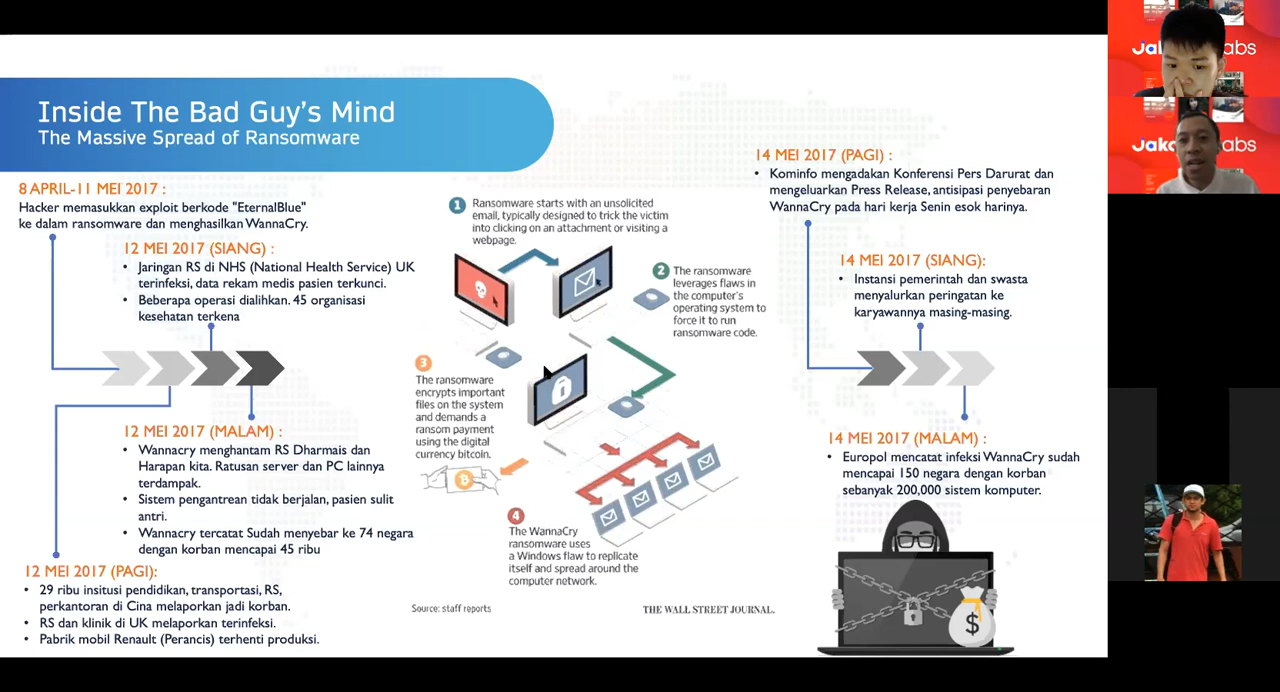 Inside The Bad Guy's Mind
The Massive Spread of Ransomware
8 APRIL-11 MEI 2017 :
Hacker memasukkan exploit berkode "EternalBlue"
ke dalam ransomware dan menghasilkan WannaCry.
12 MEI 2017 (SIANG) :
• Jaringan RS di NHS (National Health Service) UK
terinfeksi, data rekam medis pasien terkunci.
• Beberapa operasi dialihkan. 45 organisasi
kesehatan terkena
12 MEI 2017 (MALAM) :
• Wannacry menghantam RS Dharmais dan
Harapan kita. Ratusan server dan PC lainnya
terdampak.
• Sistem pengantrean tidak berjalan, pasien sulit
antri.
• Wannacry tercatat Sudah menyebar ke 74 negara
dengan korban mencapai 45 ribu
12 MEI 2017 (PAGI):
• 29 ribu insitusi pendidikan, transportasi, RS,
perkantoran di Cina melaporkan jadi korban.
• RS dan klinik di UK melaporkan terinfeksi.
• Pabrik mobil Renault (Perancis) terhenti produksi.
1 Ransomware starts with an unsolicited
email, typically designed to trick the victim
into clicking on an attachment or visiting a
webpage.
2 The ransomware
leverages flaws in
the computer's
operating system to
force it to run
ransomware code.
3
The ransomware
encrypts important
files on the system
and demands a
ransom payment
using the digital
currency bitcoin.
4
The WannaCry
ransomware uses
a Windows flaw to replicate
itself and spread around the
computer network.
Source: staff reports
THE WALL STREET JOURNAL.
14 MEI 2017 (PAGI) :
• Kominfo mengadakan Konferensi Pers Darurat dan
mengeluarkan Press Release, antisipasi penyebaran
WannaCry pada hari kerja Senin esok harinya.
14 MEI 2017 (SIANG):
• Instansi pemerintah dan swasta
menyalurkan peringatan ke
karyawannya masing-masing.
14 MEI 2017 (MALAM) :
• Europol mencatat infeksi WannaCry sudah
mencapai 150 negara dengan korban
sebanyak 200,000 sistem komputer.
$